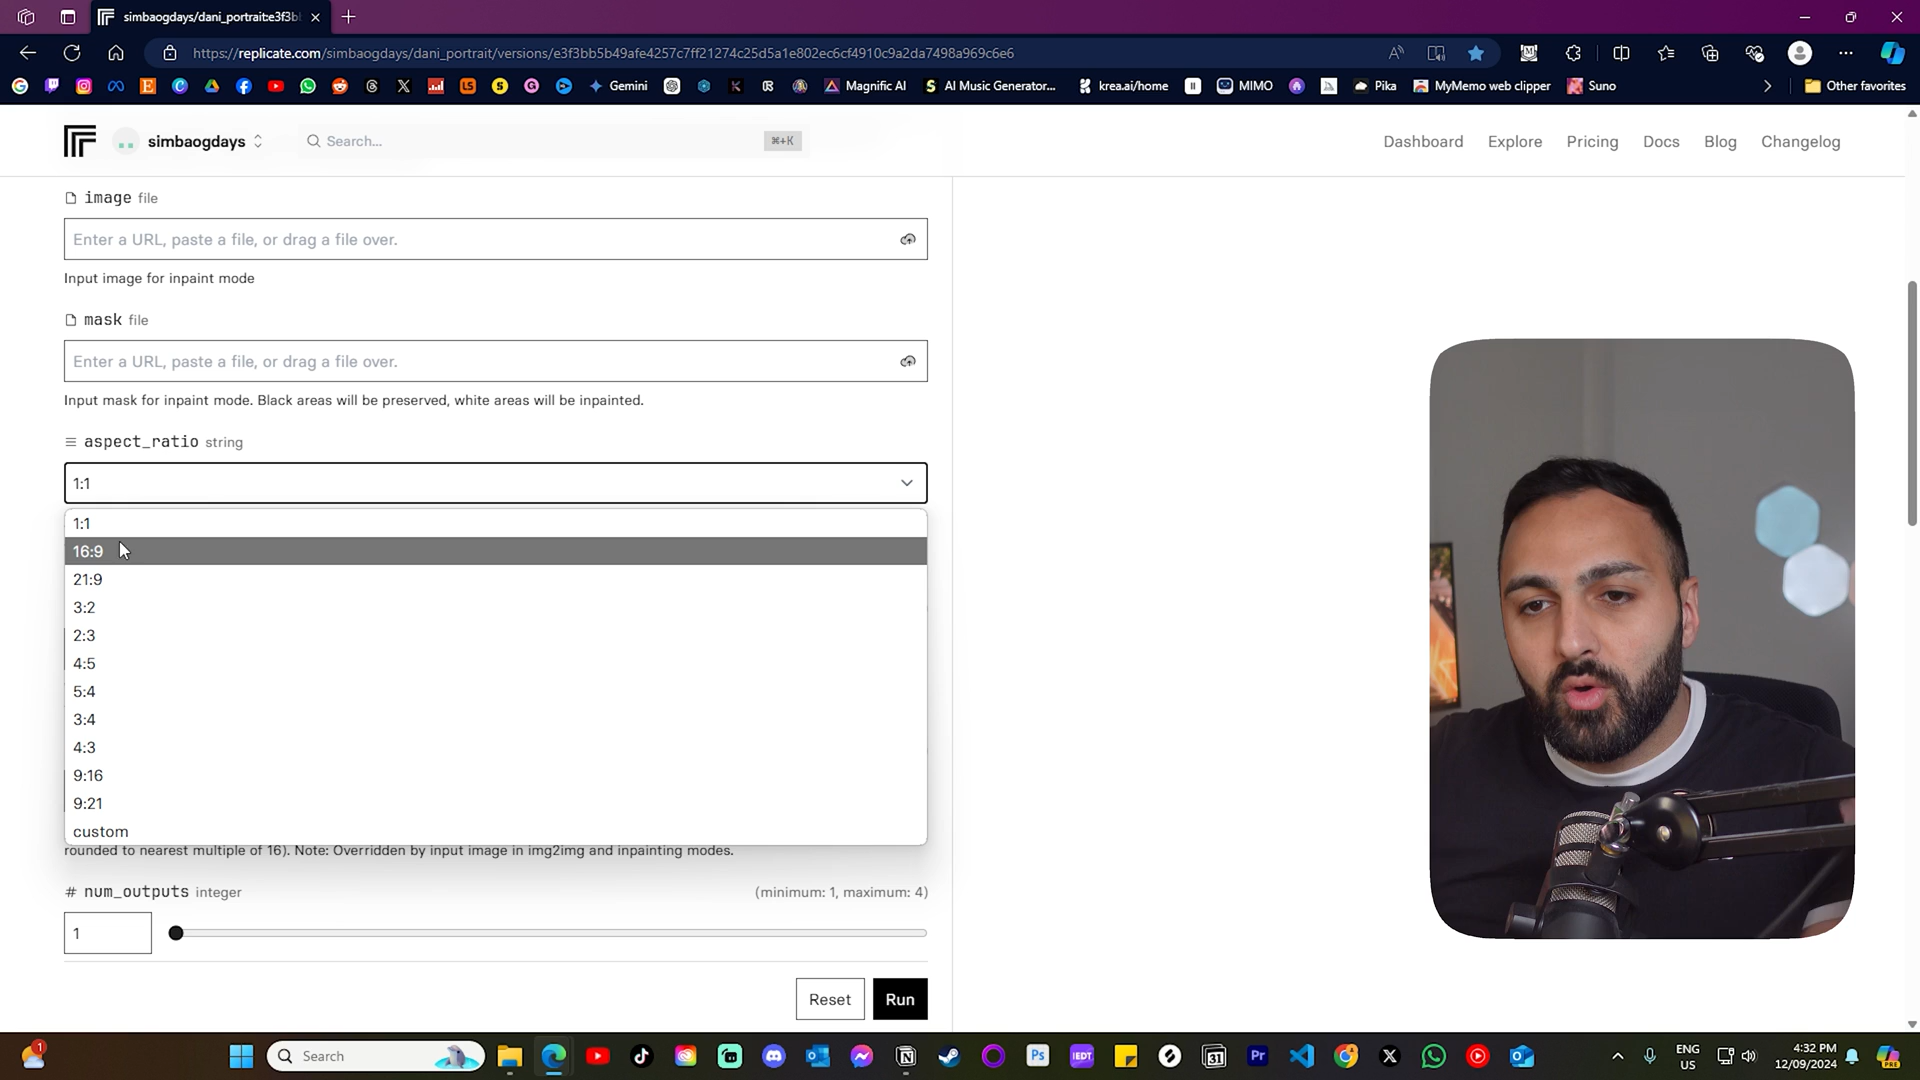 simbaogdays/dani_portrait:e3f3bb
https://replicate.com/simbaogdays/dani_portrait/versions/e3f3bb5b49afe4257c7ff21274c25d5a1e802ec6cf4910c9a2da7498a969c6e6
Gemini
Magnific AI
AI Music Generator...
krea.ai/home
MIMO
Pika
MyMemo web clipper
Suno
Other favorites
simbaogdays
Search...
⌘+K
Dashboard
Explore
Pricing
Docs
Blog
Changelog
image file
Enter a URL, paste a file, or drag a file over.
Input image for inpaint mode
mask file
Enter a URL, paste a file, or drag a file over.
Input mask for inpaint mode. Black areas will be preserved, white areas will be inpainted.
aspect_ratio string
1:1
1:1
16:9
21:9
3:2
2:3
4:5
5:4
3:4
4:3
9:16
9:21
custom
rounded to nearest multiple of 16). Note: Overridden by input image in img2img and inpainting modes.
# num_outputs integer
(minimum: 1, maximum: 4)
1
Reset
Run
1
Search
Ps
IEDT
31
Pr
X
ENG
US
4:32 PM
12/09/2024
PRE